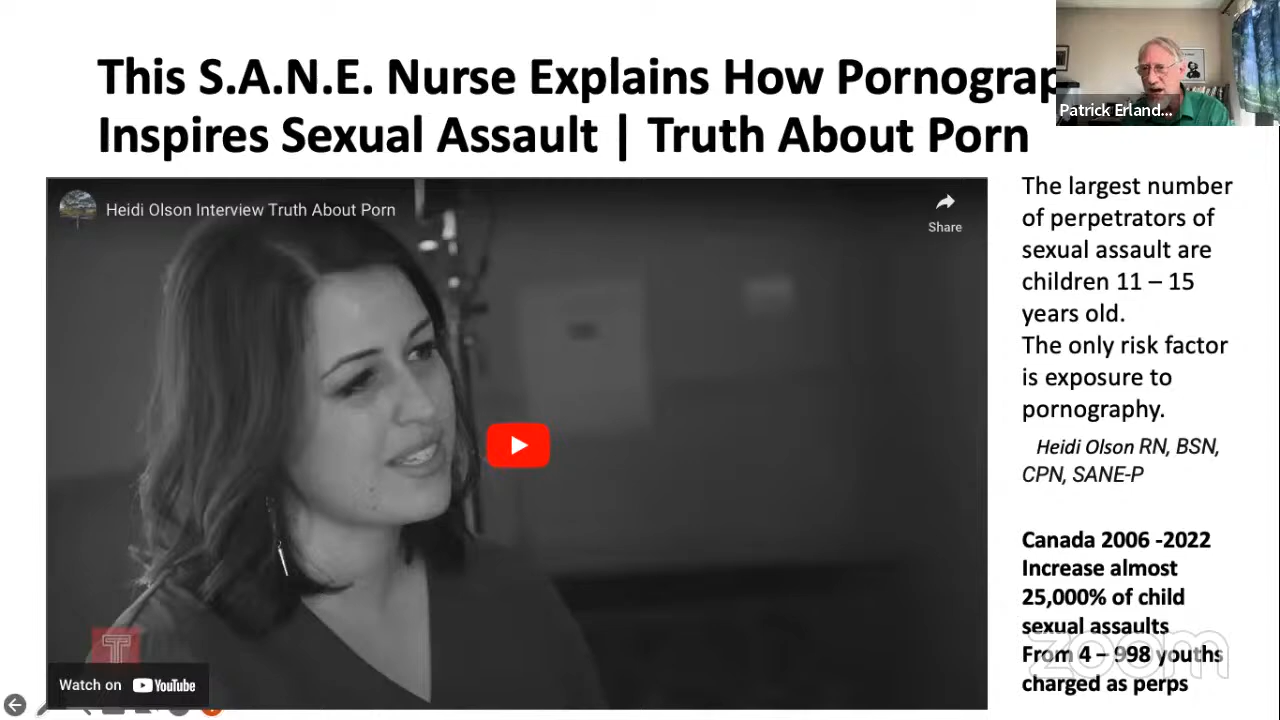 This S.A.N.E. Nurse Explains How Pornograp
Inspires Sexual Assault | Truth About Porn
Patrick Erland...
Heidi Olson Interview Truth About Porn
Share
The largest number
of perpetrators of
sexual assault are
children 11 – 15
years old.
The only risk factor
is exposure to
pornography.
Heidi Olson RN, BSN,
CPN, SANE-P
Canada 2006 -2022
Increase almost
25,000% of child
sexual assaults
From 4 – 998 youths
charged as perps
zoom
T
Watch on YouTube